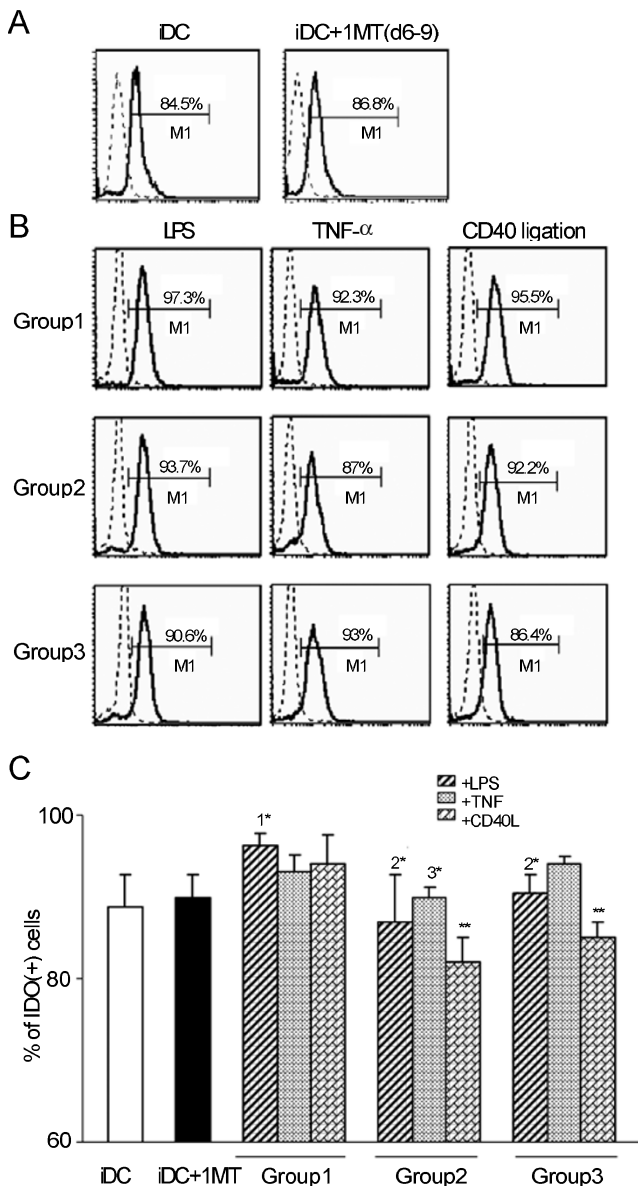 A
iDC iDC+1MT(d6-9)
84.5% 86.8%
M1 M1
B
LPS TNF-α CD40 ligation
Group1
97.3% 92.3% 95.5%
M1 M1 M1
Group2
93.7% 87% 92.2%
M1 M1 M1
Group3
90.6% 93% 86.4%
M1 M1 M1
C
+LPS
+TNF
+CD40L
% of IDO(+) cells
100
80
60
1*
2* 3* **
2* **
iDC iDC+1MT Group1 Group2 Group3